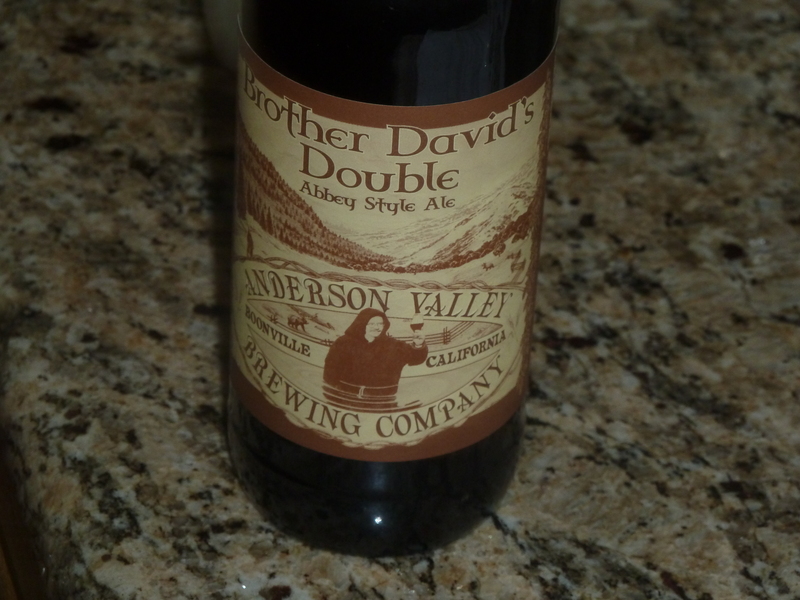 Brother David's
Double
Abbey Style Ale
ANDERSON VALLEY
BOONVILLE
CALIFORNIA
BREWING COMPANY